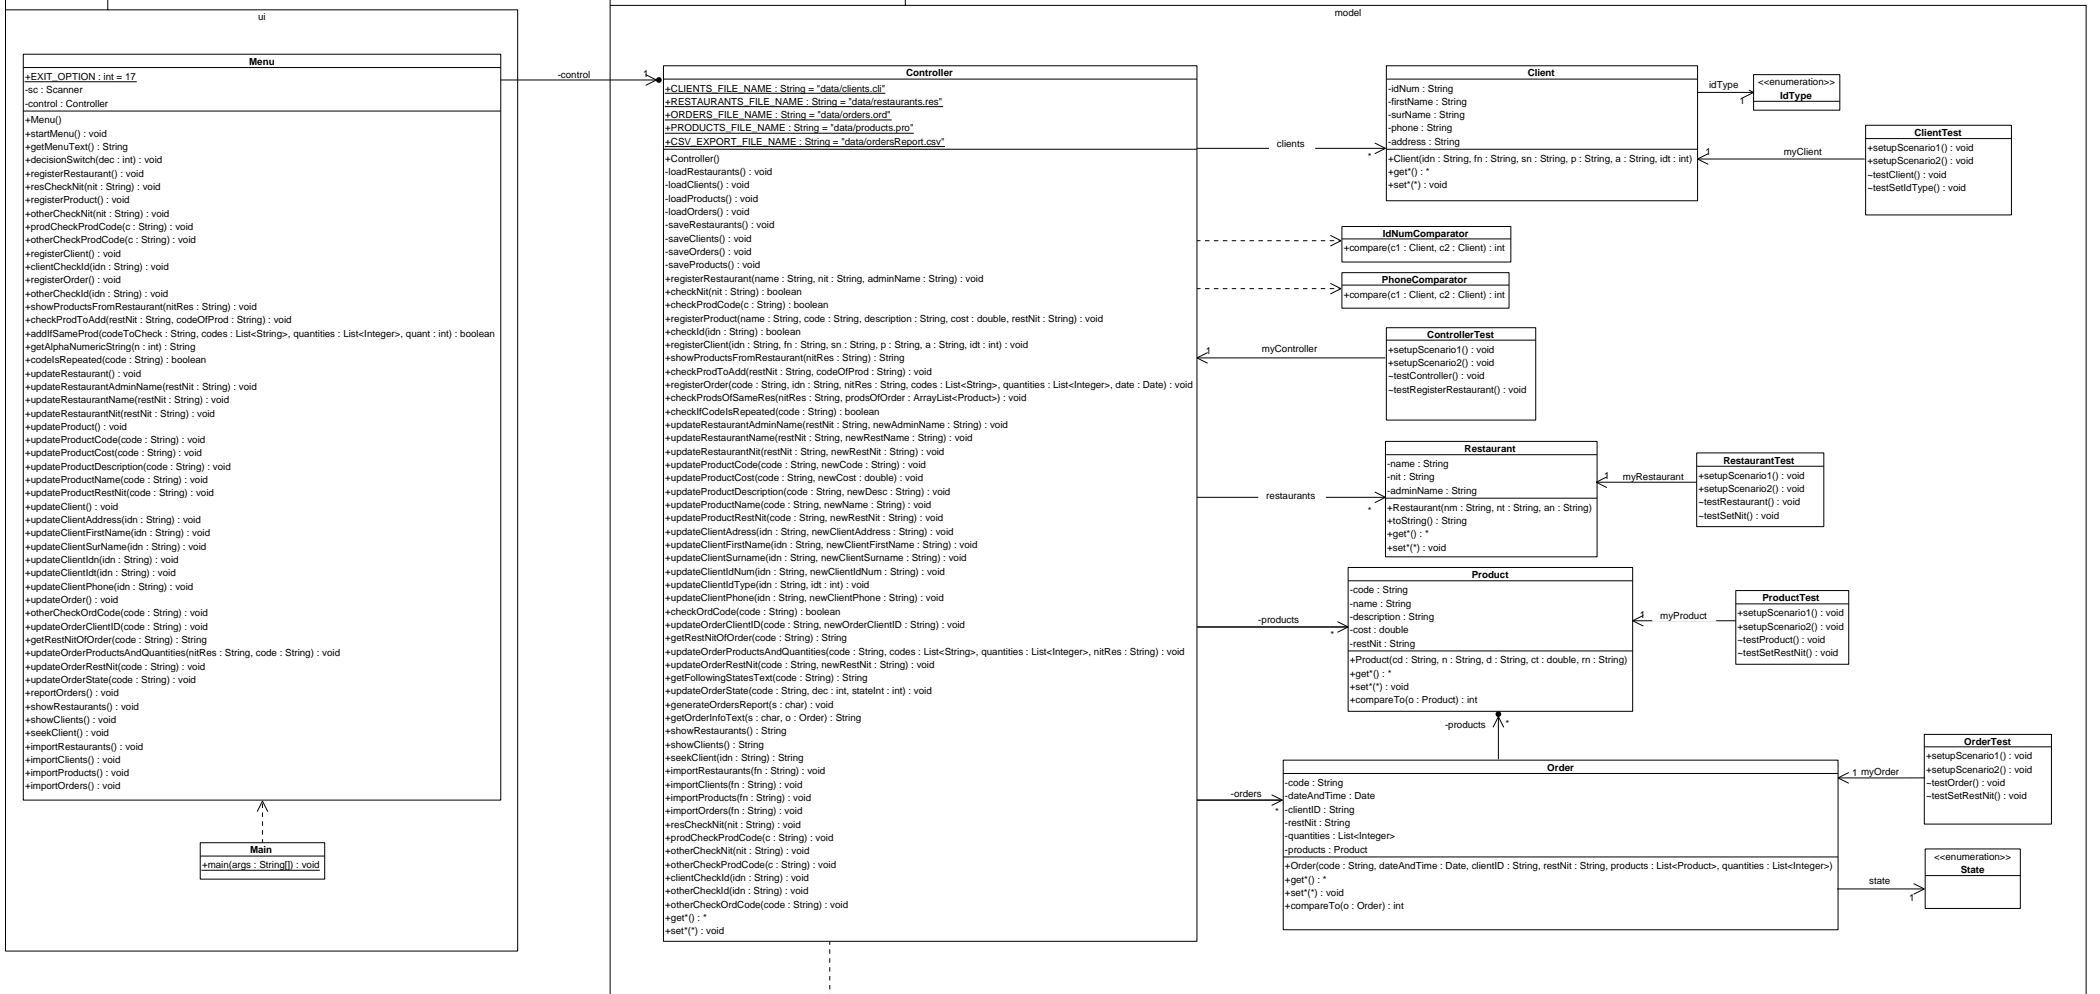 ui
Menu
+EXIT_OPTION : int = 17
-sc : Scanner
-control : Controller
+Menu()
+startMenu() : void
+getMenuText() : String
+decisionSwitch(dec : int) : void
+registerRestaurant() : void
+resCheckNit(nit : String) : void
+registerProduct() : void
+otherCheckNit(nit : String) : void
+prodCheckProdCode(c : String) : void
+otherCheckProdCode(c : String) : void
+registerClient() : void
+clientCheckId(idn : String) : void
+registerOrder() : void
+otherCheckId(idn : String) : void
+showProductsFromRestaurant(nitRes : String) : void
+checkProdToAdd(restNit : String, codeOfProd : String) : void
+addIfSameProd(codeToCheck : String, codes : List<String>, quantities : List<Integer>, quant : int) : boolean
+getAlphaNumericString(n : int) : String
+codeIsRepeated(code : String) : boolean
+updateRestaurant() : void
+updateRestaurantAdminName(restNit : String) : void
+updateRestaurantName(restNit : String) : void
+updateRestaurantNit(restNit : String) : void
+updateProduct() : void
+updateProductCode(code : String) : void
+updateProductCost(code : String) : void
+updateProductDescription(code : String) : void
+updateProductName(code : String) : void
+updateProductRestNit(code : String) : void
+updateClient() : void
+updateClientAddress(idn : String) : void
+updateClientFirstName(idn : String) : void
+updateClientSurName(idn : String) : void
+updateClientIdn(idn : String) : void
+updateClientIdt(idn : String) : void
+updateClientPhone(idn : String) : void
+updateOrder() : void
+otherCheckOrdCode(code : String) : void
+updateOrderClientID(code : String) : void
+getRestNitOfOrder(code : String) : String
+updateOrderProductsAndQuantities(nitRes : String, code : String) : void
+updateOrderRestNit(code : String) : void
+updateOrderState(code : String) : void
+reportOrders() : void
+showRestaurants() : void
+showClients() : void
+seekClient() : void
+importRestaurants() : void
+importClients() : void
+importProducts() : void
+importOrders() : void
Main
+main(args : String[]) : void
-control
1
model
Controller
+CLIENTS_FILE_NAME : String = "data/clients.cli"
+RESTAURANTS_FILE_NAME : String = "data/restaurants.res"
+ORDERS_FILE_NAME : String = "data/orders.ord"
+PRODUCTS_FILE_NAME : String = "data/products.pro"
+CSV_EXPORT_FILE_NAME : String = "data/ordersReport.csv"
+Controller()
-loadRestaurants() : void
-loadClients() : void
-loadProducts() : void
-loadOrders() : void
-saveRestaurants() : void
-saveClients() : void
-saveOrders() : void
-saveProducts() : void
+registerRestaurant(name : String, nit : String, adminName : String) : void
+checkNit(nit : String) : boolean
+checkProdCode(c : String) : boolean
+registerProduct(name : String, code : String, description : String, cost : double, restNit : String) : void
+checkId(idn : String) : boolean
+registerClient(idn : String, fn : String, sn : String, p : String, a : String, idt : int) : void
+showProductsFromRestaurant(nitRes : String) : String
+checkProdToAdd(restNit : String, codeOfProd : String) : void
+registerOrder(code : String, idn : String, nitRes : String, codes : List<String>, quantities : List<Integer>, date : Date) : void
+checkProdsOfSameRes(nitRes : String, prodsOfOrder : ArrayList<Product>) : void
+checkIfCodeIsRepeated(code : String) : boolean
+updateRestaurantAdminName(restNit : String, newAdminName : String) : void
+updateRestaurantName(restNit : String, newRestName : String) : void
+updateRestaurantNit(restNit : String, newRestNit : String) : void
+updateProductCode(code : String, newCode : String) : void
+updateProductCost(code : String, newCost : double) : void
+updateProductDescription(code : String, newDesc : String) : void
+updateProductName(code : String, newName : String) : void
+updateProductRestNit(code : String, newRestNit : String) : void
+updateClientAdress(idn : String, newClientAddress : String) : void
+updateClientFirstName(idn : String, newClientFirstName : String) : void
+updateClientSurname(idn : String, newClientSurname : String) : void
+updateClientIdNum(idn : String, newClientIdNum : String) : void
+updateClientIdType(idn : String, idt : int) : void
+updateClientPhone(idn : String, newClientPhone : String) : void
+checkOrdCode(code : String) : boolean
+updateOrderClientID(code : String, newOrderClientID : String) : void
+getRestNitOfOrder(code : String) : String
+updateOrderProductsAndQuantities(code : String, codes : List<String>, quantities : List<Integer>, nitRes : String) : void
+updateOrderRestNit(code : String, newRestNit : String) : void
+getFollowingStatesText(code : String) : String
+updateOrderState(code : String, dec : int, stateInt : int) : void
+generateOrdersReport(s : char) : void
+getOrderInfoText(s : char, o : Order) : String
+showRestaurants() : String
+showClients() : String
+seekClient(idn : String) : String
+importRestaurants(fn : String) : void
+importClients(fn : String) : void
+importProducts(fn : String) : void
+importOrders(fn : String) : void
+resCheckNit(nit : String) : void
+prodCheckProdCode(c : String) : void
+otherCheckNit(nit : String) : void
+otherCheckProdCode(c : String) : void
+clientCheckId(idn : String) : void
+otherCheckId(idn : String) : void
+otherCheckOrdCode(code : String) : void
+get*() : *
+set*(*) : void
clients
*
Client
-idNum : String
-firstName : String
-surName : String
-phone : String
-address : String
+Client(idn : String, fn : String, sn : String, p : String, a : String, idt : int)
+get*() : *
+set*(*) : void
idType
1
<<enumeration>>
IdType
myClient
1
ClientTest
+setupScenario1() : void
+setupScenario2() : void
~testClient() : void
~testSetIdType() : void
IdNumComparator
+compare(c1 : Client, c2 : Client) : int
PhoneComparator
+compare(c1 : Client, c2 : Client) : int
myController
1
ControllerTest
+setupScenario1() : void
+setupScenario2() : void
~testController() : void
~testRegisterRestaurant() : void
restaurants
*
Restaurant
-name : String
-nit : String
-adminName : String
+Restaurant(nm : String, nt : String, an : String)
+toString() : String
+get*() : *
+set*(*) : void
myRestaurant
1
RestaurantTest
+setupScenario1() : void
+setupScenario2() : void
~testRestaurant() : void
~testSetNit() : void
-products
*
Product
-code : String
-name : String
-description : String
-cost : double
-restNit : String
+Product(cd : String, n : String, d : String, ct : double, rn : String)
+get*() : *
+set*(*) : void
+compareTo(o : Product) : int
myProduct
1
ProductTest
+setupScenario1() : void
+setupScenario2() : void
~testProduct() : void
~testSetRestNit() : void
-products
*
-orders
*
Order
-code : String
-dateAndTime : Date
-clientID : String
-restNit : String
-quantities : List<Integer>
-products : Product
+Order(code : String, dateAndTime : Date, clientID : String, restNit : String, products : List<Product>, quantities : List<Integer>)
+get*() : *
+set*(*) : void
+compareTo(o : Order) : int
1 myOrder
OrderTest
+setupScenario1() : void
+setupScenario2() : void
~testOrder() : void
~testSetRestNit() : void
state
1
<<enumeration>>
State